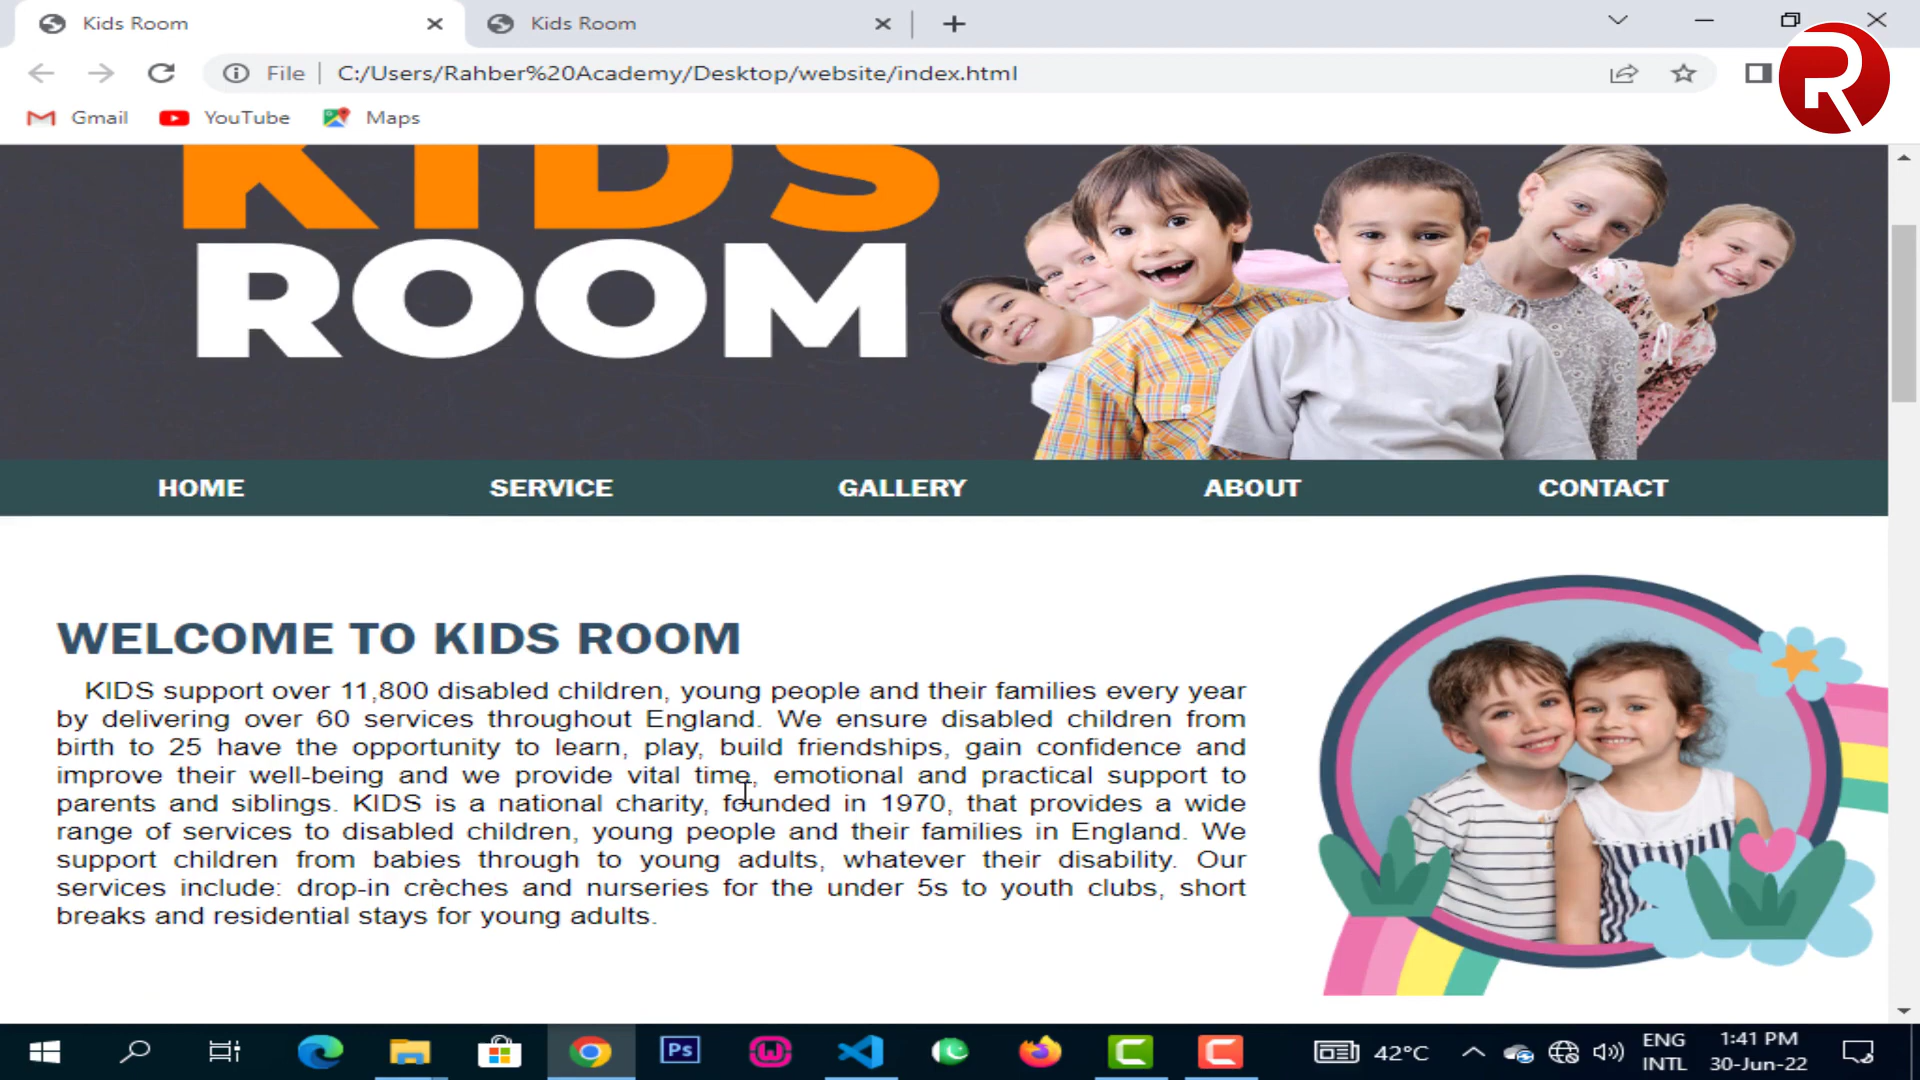 Kids Room
Kids Room
File
C:/Users/Rahber%20Academy/Desktop/website/index.html
Gmail
YouTube
Maps
R
KIDS
ROOM
HOME
SERVICE
GALLERY
ABOUT
CONTACT
WELCOME TO KIDS ROOM
KIDS support over 11,800 disabled children, young people and their families every year
by delivering over 60 services throughout England. We ensure disabled children from
birth to 25 have the opportunity to learn, play, build friendships, gain confidence and
improve their well-being and we provide vital time, emotional and practical support to
parents and siblings. KIDS is a national charity, founded in 1970, that provides a wide
range of services to disabled children, young people and their families in England. We
support children from babies through to young adults, whatever their disability. Our
services include: drop-in crèches and nurseries for the under 5s to youth clubs, short
breaks and residential stays for young adults.
Ps
42°C
ENG
INTL
1:41 PM
30-Jun-22